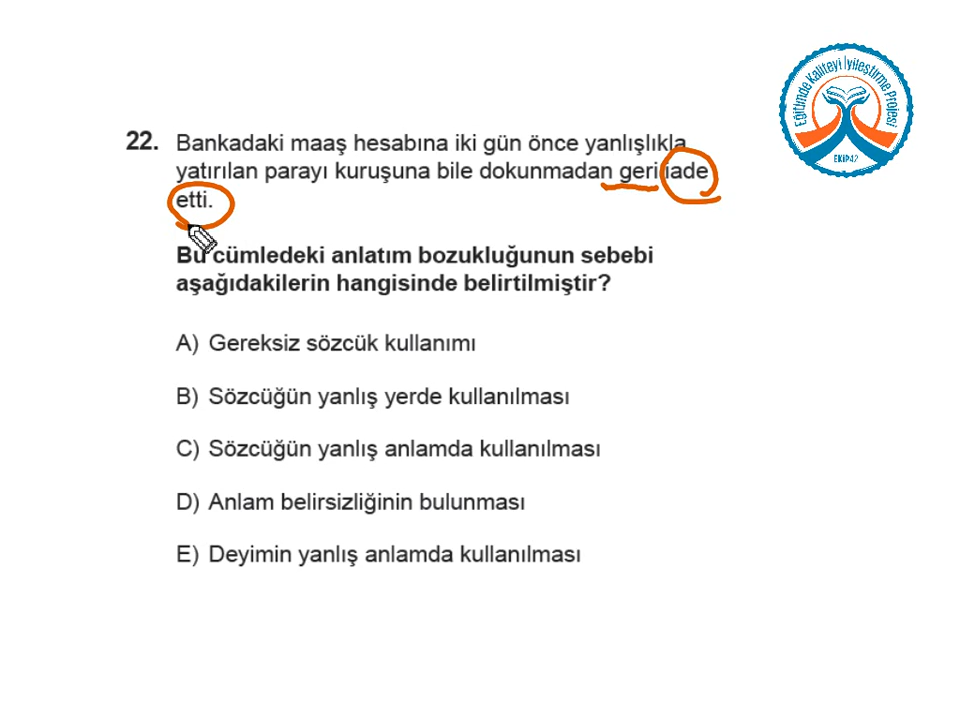 Eğitimde Kaliteyi İyileştirme Projesi
EKİP42
22. Bankadaki maaş hesabına iki gün önce yanlışlıkla
yatırılan parayı kuruşuna bile dokunmadan geri iade
etti.
Bu cümledeki anlatım bozukluğunun sebebi
aşağıdakilerin hangisinde belirtilmiştir?
A) Gereksiz sözcük kullanımı
B) Sözcüğün yanlış yerde kullanılması
C) Sözcüğün yanlış anlamda kullanılması
D) Anlam belirsizliğinin bulunması
E) Deyimin yanlış anlamda kullanılması